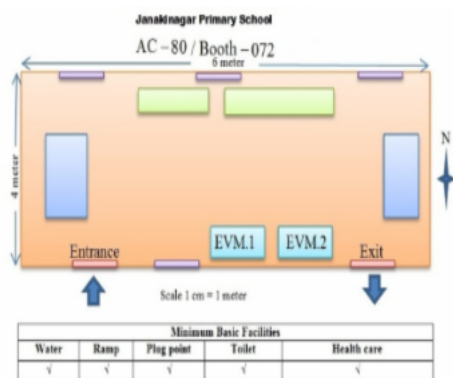 Janakinagar Primary School
AC-80 / Booth-072
6 meter
4 meter
N
EVM.1 EVM.2
Entrance Exit
Scale 1 cm = 1 meter
Minimum Basic Facilities
Water Ramp Plog point Toilet Health care
√ √ √ √ √